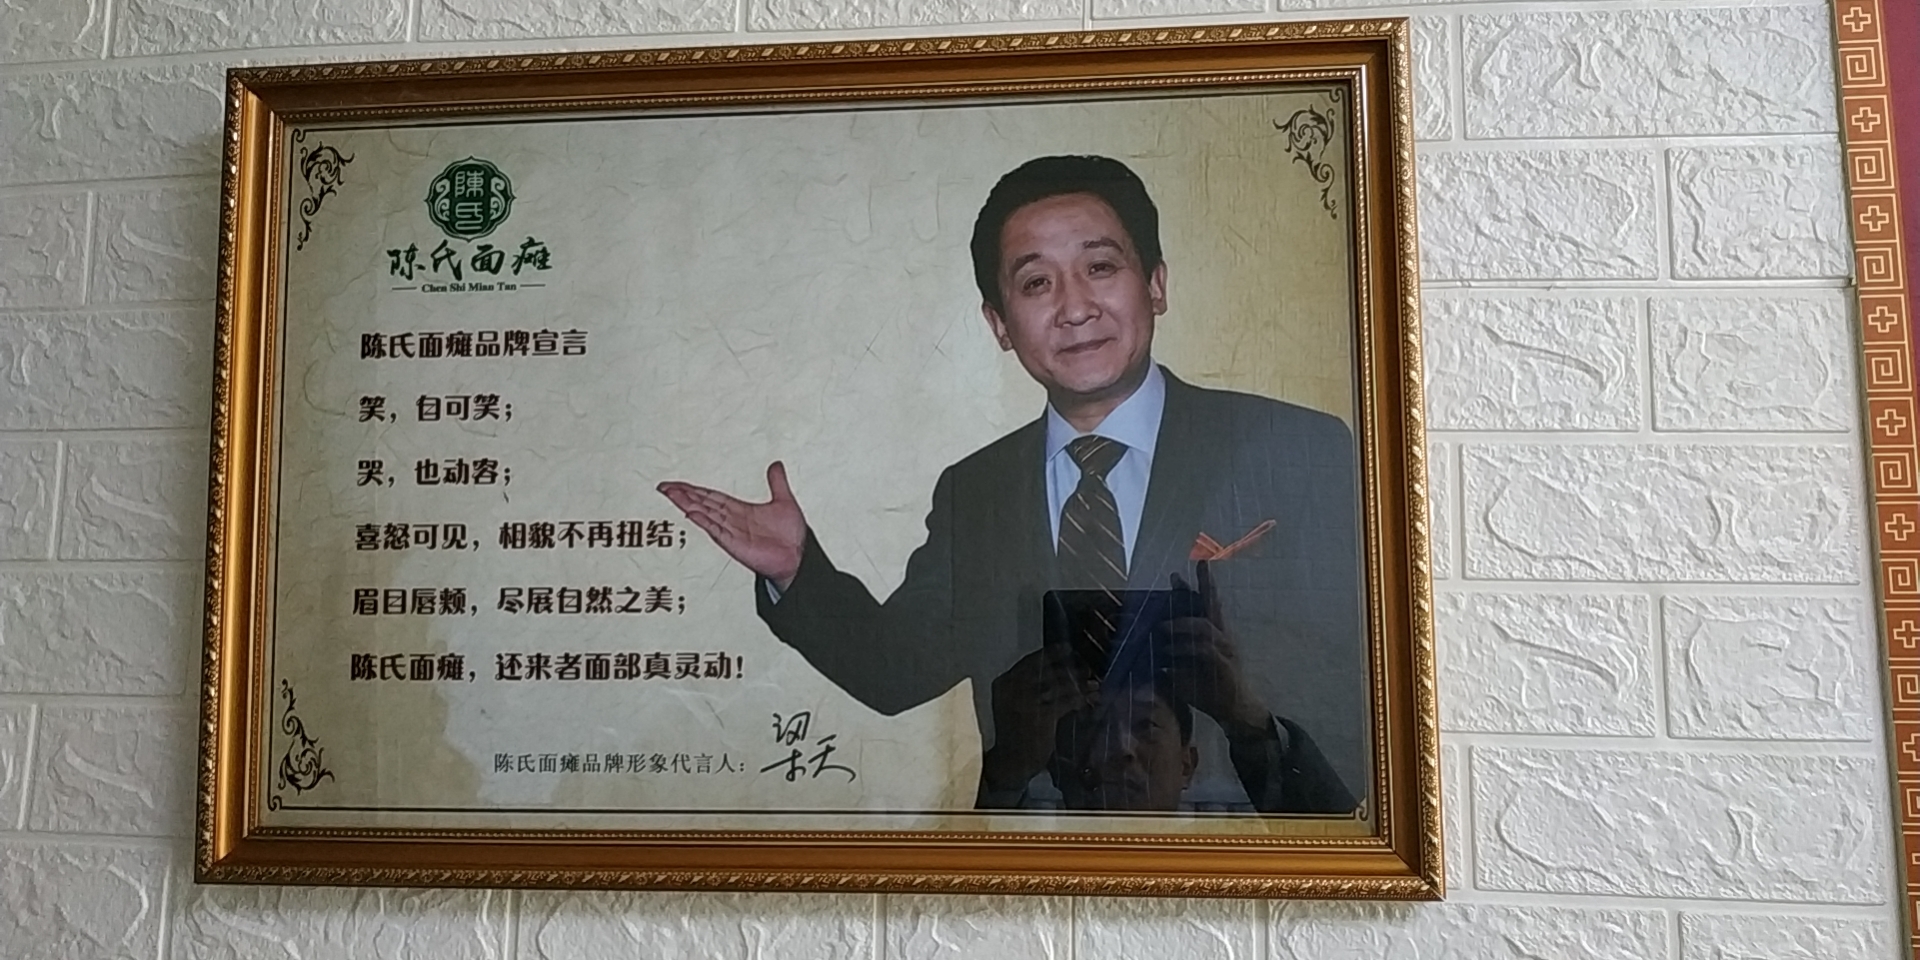 陳氏
陈氏面瘫
Chen Shi Mian Tan
陈氏面瘫品牌宣言
笑，自可笑；
哭，也动容；
喜怒可见，相貌不再扭结；
眉目唇颊，尽展自然之美；
陈氏面瘫，还来者面部真灵动！
陈氏面瘫品牌形象代言人：梁天